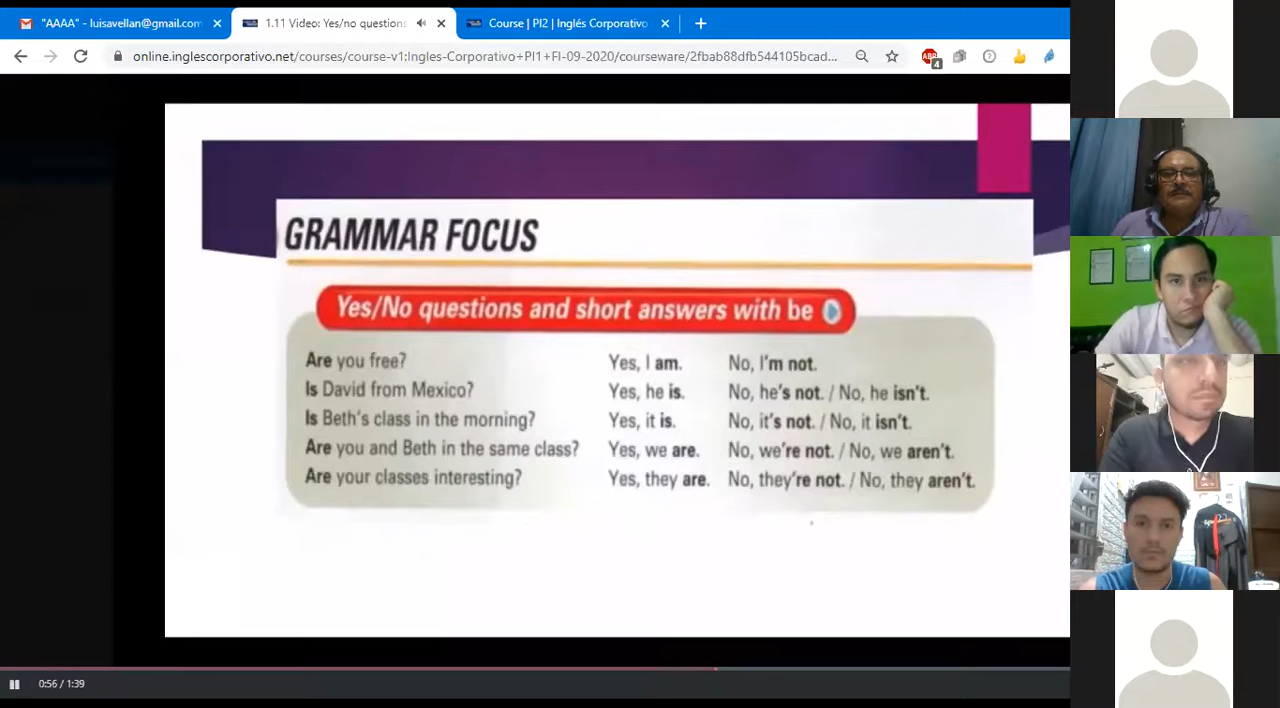 "AAAA" - luisavellan@gmail.com
1.11 Video: Yes/no questions
Course | PI2 | Inglés Corporativo
online.inglescorporativo.net/courses/course-v1:Ingles-Corporativo+PI1+FI-09-2020/courseware/2fbab88dfb544105bcad...
ABP
4
GRAMMAR FOCUS
Yes/No questions and short answers with be
Are you free? Yes, I am. No, I'm not.
Is David from Mexico? Yes, he is. No, he's not. / No, he isn't.
Is Beth's class in the morning? Yes, it is. No, it's not. / No, it isn't.
Are you and Beth in the same class? Yes, we are. No, we're not. / No, we aren't.
Are your classes interesting? Yes, they are. No, they're not. / No, they aren't.
0:56 / 1:39